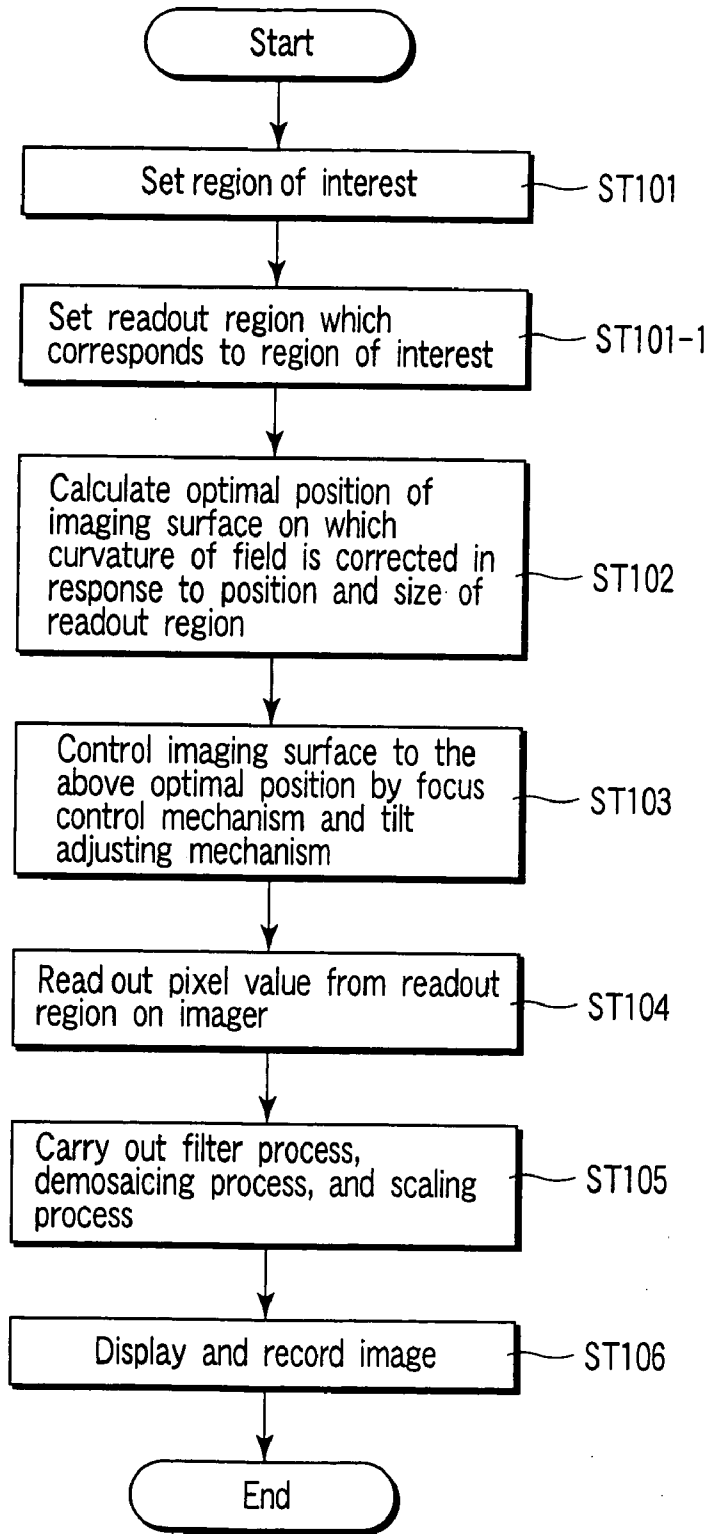 Start
Set region of interest
ST101
Set readout region which
corresponds to region of interest
ST101-1
Calculate optimal position of
imaging surface on which
curvature of field is corrected in
response to position and size of
readout region
ST102
Control imaging surface to the
above optimal position by focus
control mechanism and tilt
adjusting mechanism
ST103
Read out pixel value from readout
region on imager
ST104
Carry out filter process,
demosaicing process, and scaling
process
ST105
Display and record image
ST106
End